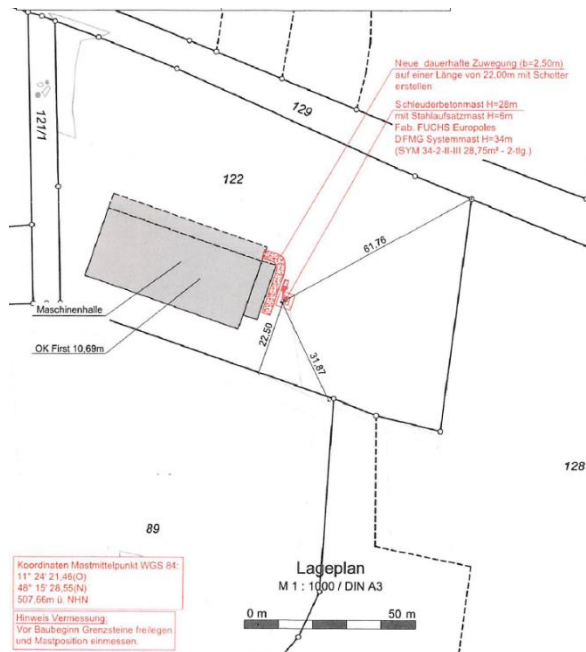 Neue dauerhafte Zuwegung (b=2,50m)
auf einer Länge von 22,00m mit Schotter
erstellen
Schleuderbetonmast H=28m
mit Stahlaufsatzmast H=6m
Fab. FUCHS Europoles
DFMG Systemmast H=34m
(SYM 34-2-II-III 28,75m² - 2-tlg.)
129
121/1
122
61,76
Maschinenhalle
22,50
31,87
OK First 10,69m
128
89
Koordinaten Mastmittelpunkt WGS 84:
11° 24' 21,46(O)
48° 15' 28,55(N)
507,66m ü. NHN
Hinweis Vermessung:
Vor Baubeginn Grenzsteine freilegen
und Mastposition einmessen.
Lageplan
M 1 : 1000 / DIN A3
0 m
50 m